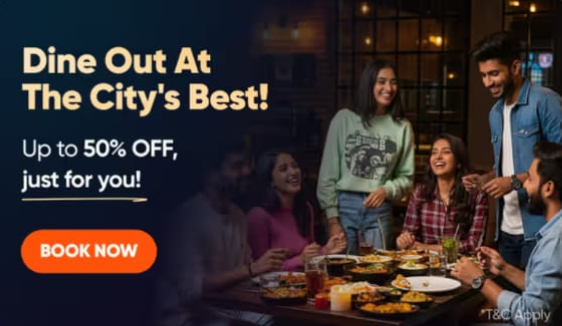 Dine Out At
The City's Best!
Up to 50% OFF,
just for you!
BOOK NOW
*T&C Apply